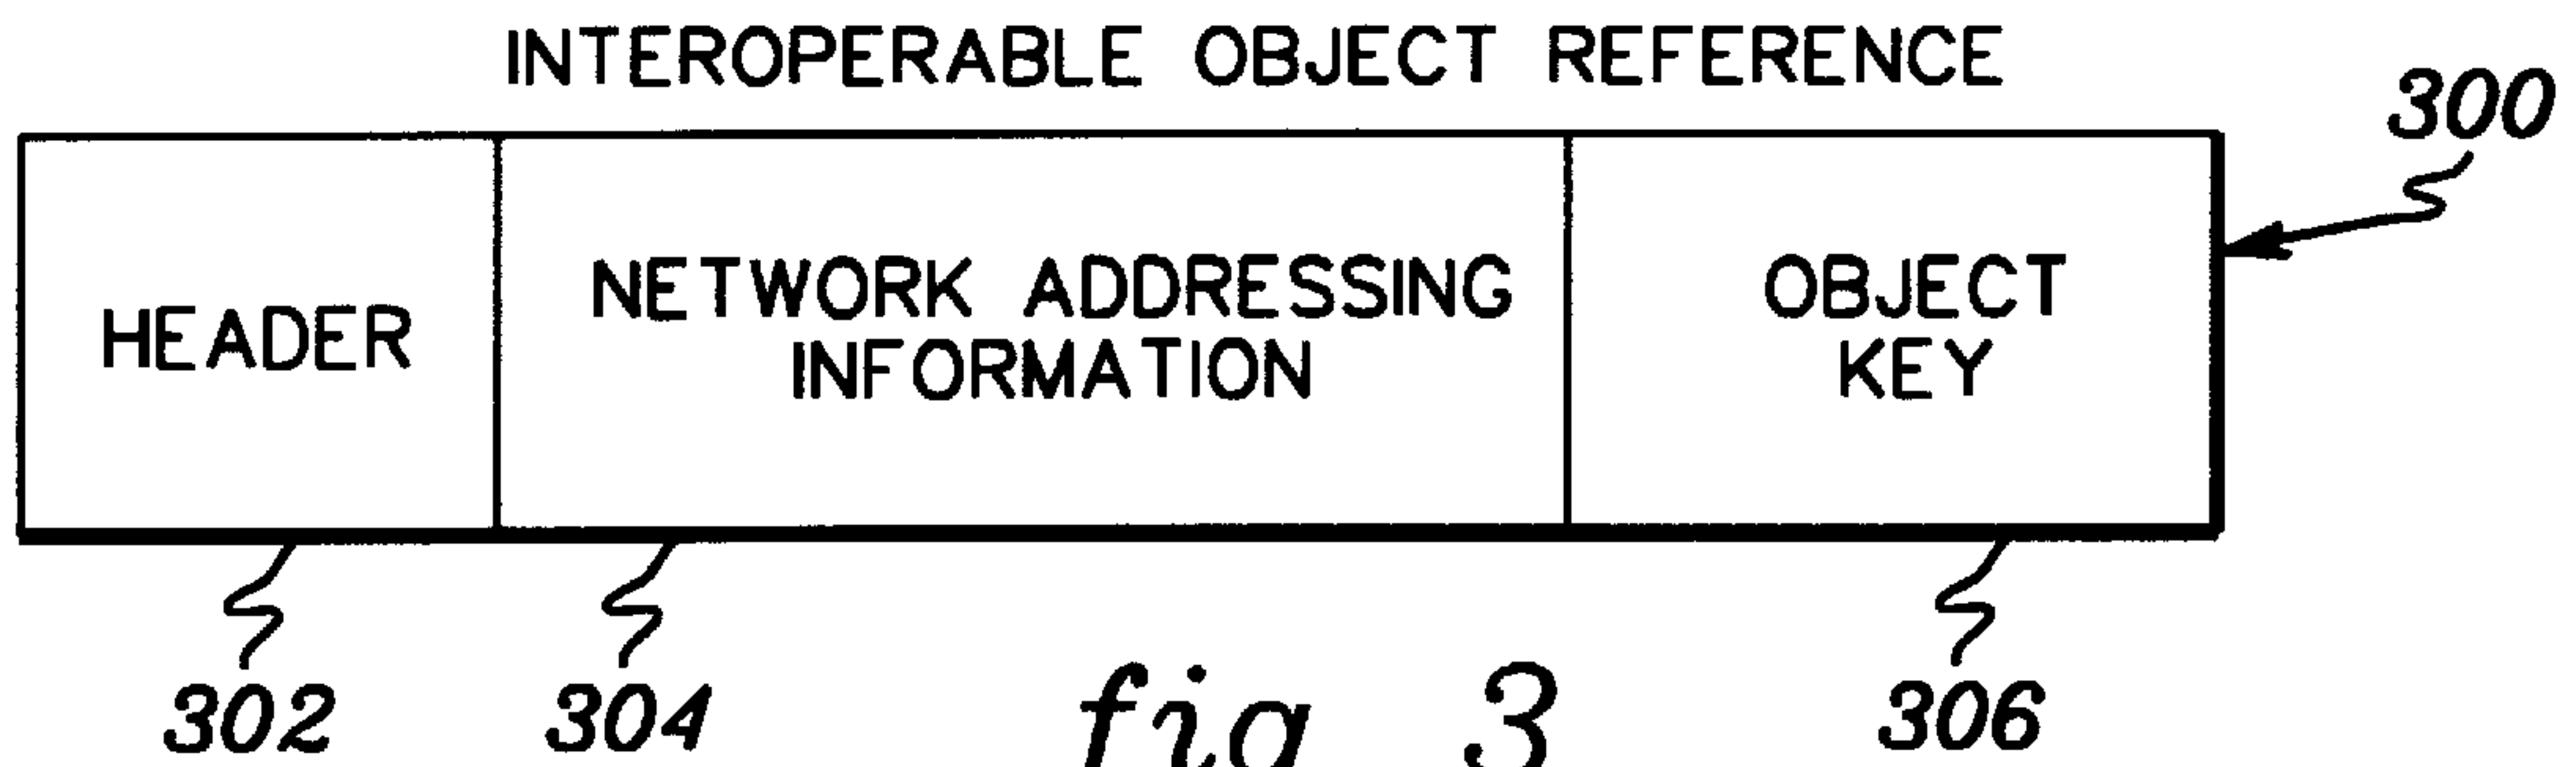 INTEROPERABLE OBJECT REFERENCE
300
HEADER
NETWORK ADDRESSING
INFORMATION
OBJECT
KEY
302
304
306
fig 3